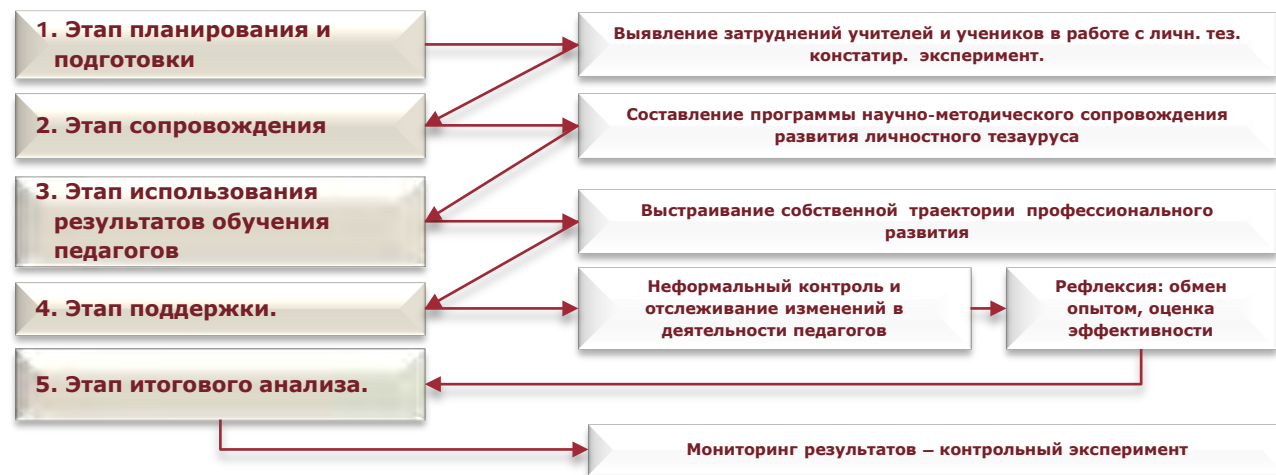 1. Этап планирования и
подготовки
Выявление затруднений учителей и учеников в работе с личн. тез.
констатир. эксперимент.
2. Этап сопровождения
Составление программы научно-методического сопровождения
развития личностного тезауруса
3. Этап использования
результатов обучения
педагогов
Выстраивание собственной траектории профессионального
развития
4. Этап поддержки.
Неформальный контроль и
отслеживание изменений в
деятельности педагогов
Рефлексия: обмен
опытом, оценка
эффективности
5. Этап итогового анализа.
Мониторинг результатов – контрольный эксперимент